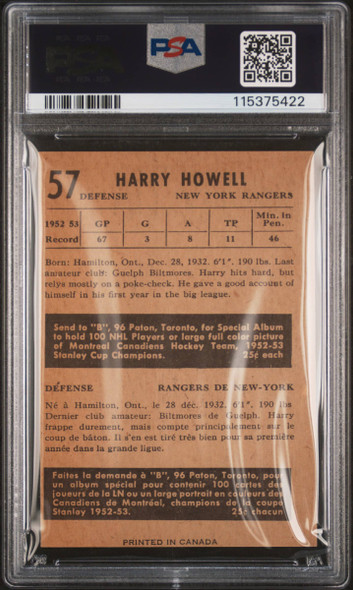 PSA
115375422
57 HARRY HOWELL
DEFENSE NEW YORK RANGERS
1952 53 GP G A TP Min. in Pen.
Record 67 3 8 11 46
Born: Hamilton, Ont., Dec. 28, 1932. 6'1". 190 lbs. Last
amateur club: Guelph Biltmores. Harry hits hard, but
relys mostly on a poke-check. He gave a good account of
himself in his first year in the big league.
Send to "B", 96 Paton, Toronto, for Special Album
to hold 100 NHL Players or large full color picture
of Montreal Canadiens Hockey Team, 1952-53
Stanley Cup Champions. 25¢ each
DÉFENSE RANGERS DE NEW-YORK
Né à Hamilton, Ont., le 28 déc. 1932. 6'1". 190 lbs
Dernier club amateur: Biltmores de Guelph. Harry
frappe durement, mais compte principalement sur le
coup de bâton. Il s'en est tiré très bien pour sa première
année dans la grande ligue.
Faites la demande à "B", 96 Paton, Toronto, pour
un album spécial pour contenir 100 cartes des
joueurs de la LN ou un large portrait en couleurs des
Canadiens de Montréal, champions de la coupe
Stanley 1952-53. 25¢ chacun
PRINTED IN CANADA